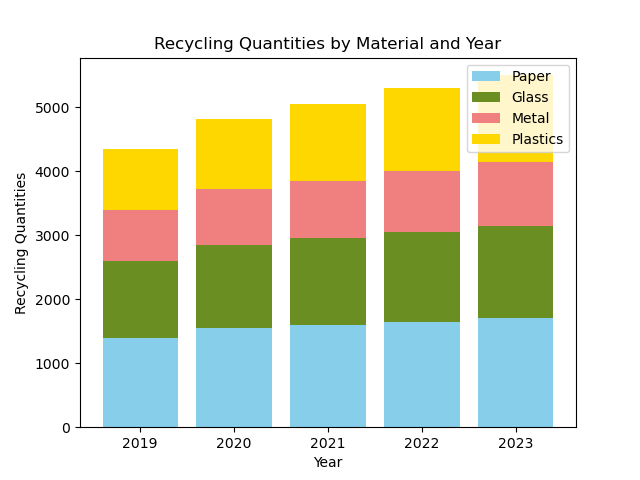 Recycling Quantities by Material and Year
Paper
Glass
Metal
Plastics
Recycling Quantities
5000
4000
3000
2000
1000
0
2019 2020 2021 2022 2023
Year